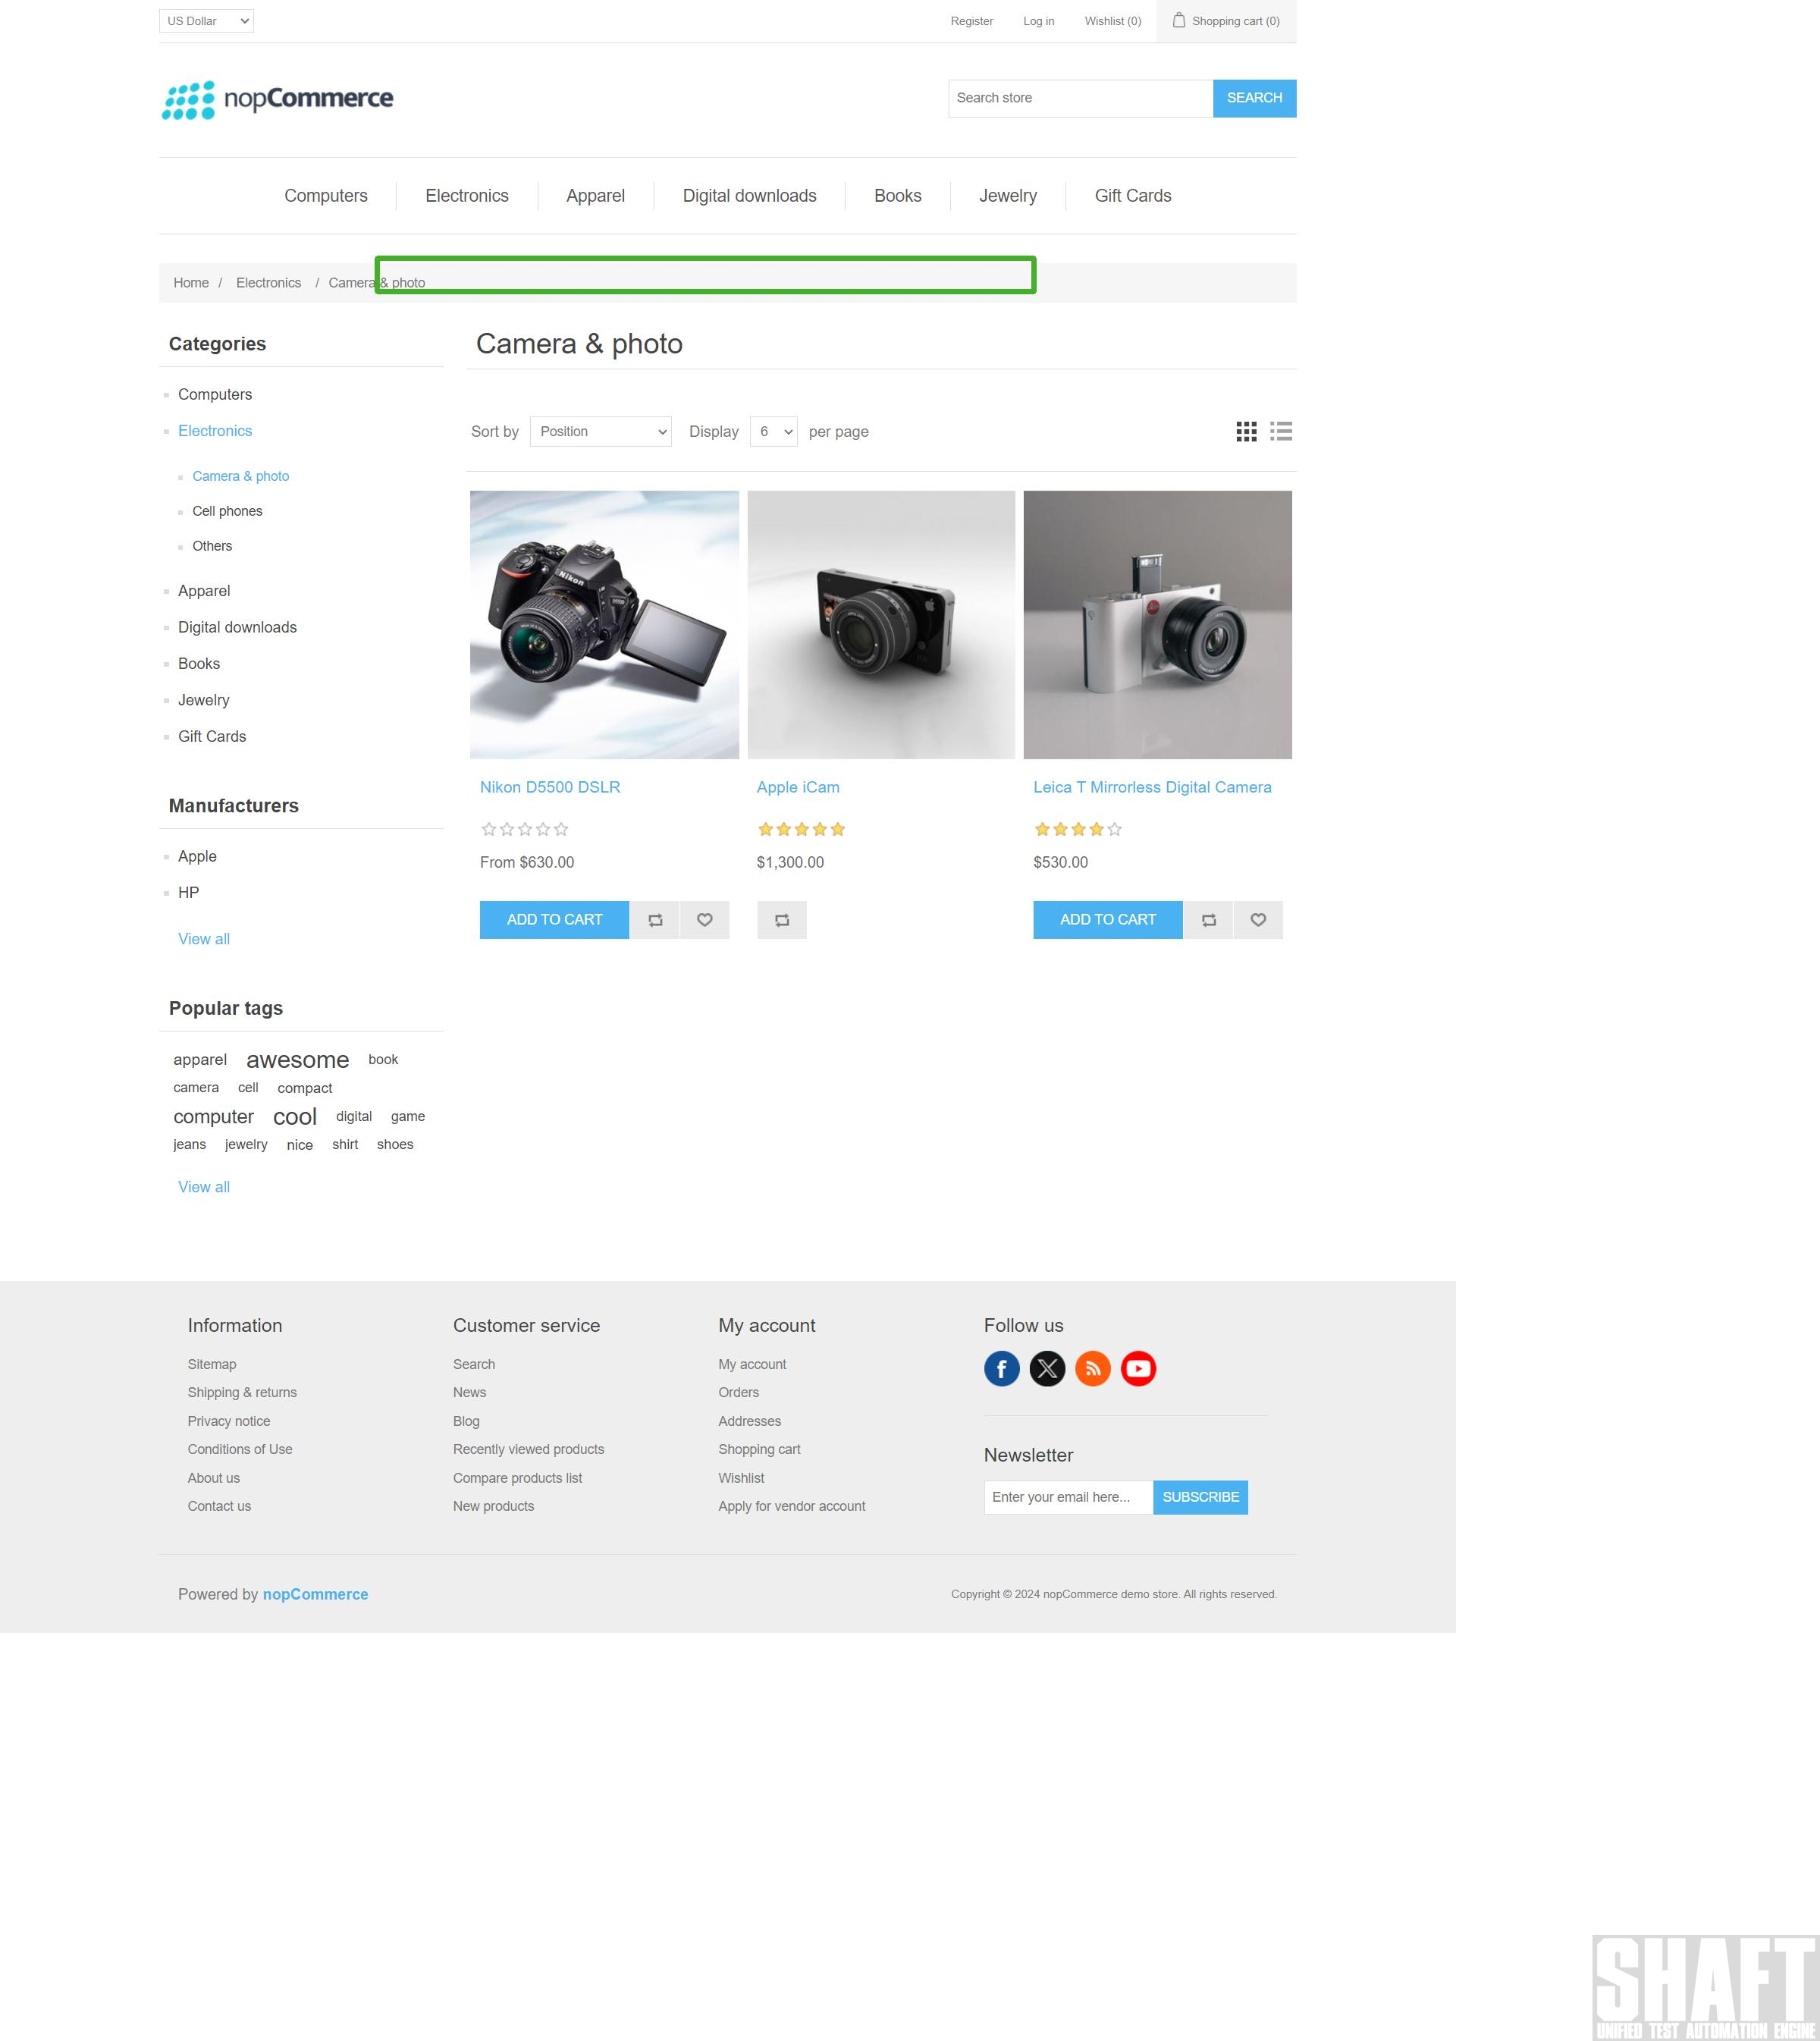 US Dollar Register Log in Wishlist (0) Shopping cart (0)
nopCommerce Search store SEARCH
Computers Electronics Apparel Digital downloads Books Jewelry Gift Cards
Home / Electronics / Camera & photo
Categories
Computers
Electronics
Camera & photo
Cell phones
Others
Apparel
Digital downloads
Books
Jewelry
Gift Cards
Manufacturers
Apple
HP
View all
Popular tags
apparel awesome book
camera cell compact
computer cool digital game
jeans jewelry nice shirt shoes
View all
Camera & photo
Sort by Position Display 6 per page
Nikon
Nikon D5500 DSLR Apple iCam Leica T Mirrorless Digital Camera
From $630.00 $1,300.00 $530.00
ADD TO CART ADD TO CART
Information
Sitemap
Shipping & returns
Privacy notice
Conditions of Use
About us
Contact us
Customer service
Search
News
Blog
Recently viewed products
Compare products list
New products
My account
My account
Orders
Addresses
Shopping cart
Wishlist
Apply for vendor account
Follow us
Newsletter
Enter your email here... SUBSCRIBE
Powered by nopCommerce Copyright © 2024 nopCommerce demo store. All rights reserved.
SHAFT
UNIFIED TEST AUTOMATION ENGINE